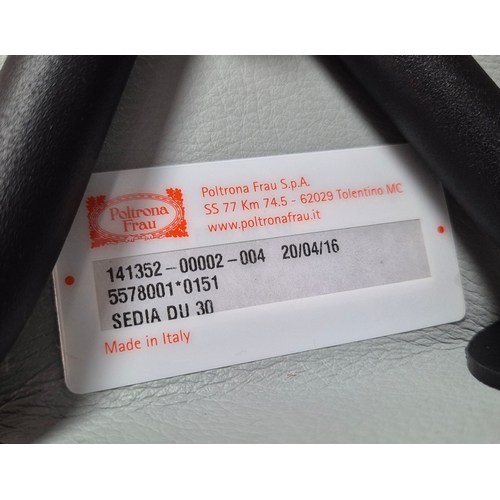 Poltrona
Frau
Poltrona Frau S.p.A.
SS 77 Km 74.5 - 62029 Tolentino MC
www.poltronafrau.it
141352-00002-004 20/04/16
5578001*0151
SEDIA DU 30
Made in Italy